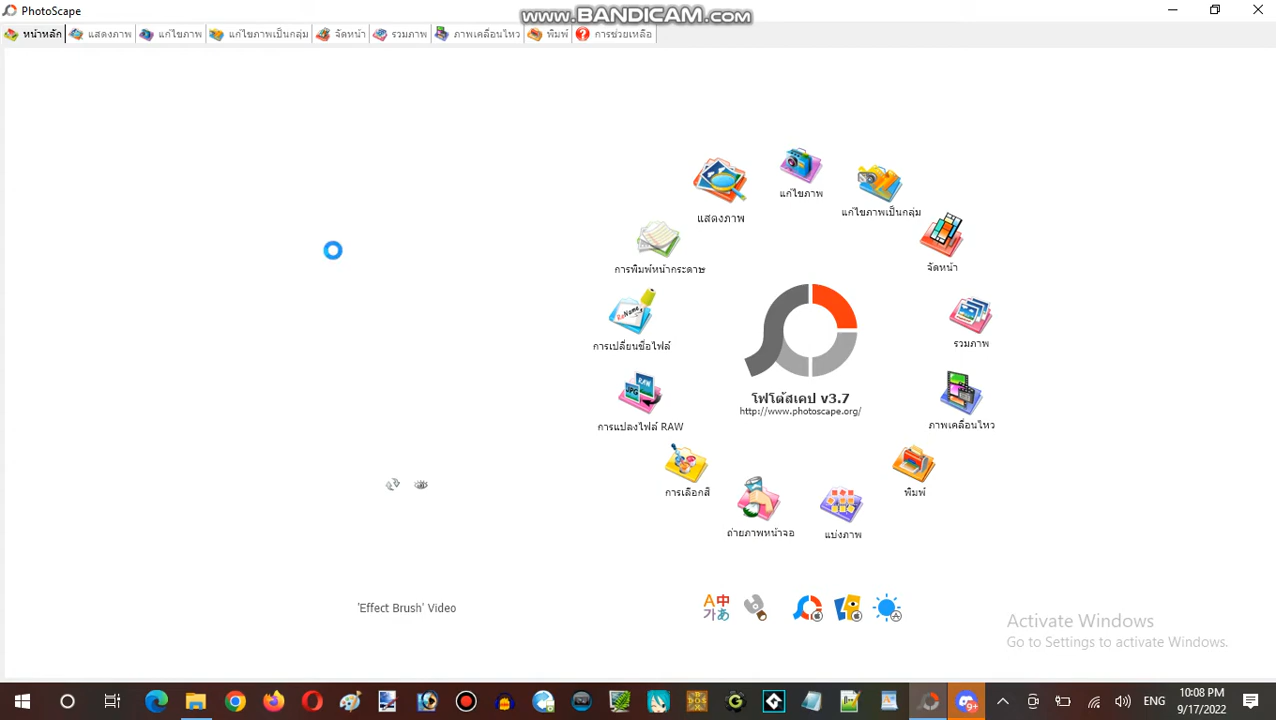 PhotoScape
www.BANDICAM.com
หน้าหลัก แสดงภาพ แก้ไขภาพ แก้ไขภาพเป็นกลุ่ม จัดหน้า รวมภาพ ภาพเคลื่อนไหว พิมพ์ การช่วยเหลือ
แก้ไขภาพ
แสดงภาพ
แก้ไขภาพเป็นกลุ่ม
การพิมพ์หน้ากระดาษ
จัดหน้า
ReName
การเปลี่ยนชื่อไฟล์
รวมภาพ
RAW
JPG
การแปลงไฟล์ RAW
โฟโต้สเคป v3.7
http://www.photoscape.org/
ภาพเคลื่อนไหว
การเลือกสี
พิมพ์
ถ่ายภาพหน้าจอ
แบ่งภาพ
'Effect Brush' Video
A中
가あ
Activate Windows
Go to Settings to activate Windows.
ENG
10:08 PM
9/17/2022
9+